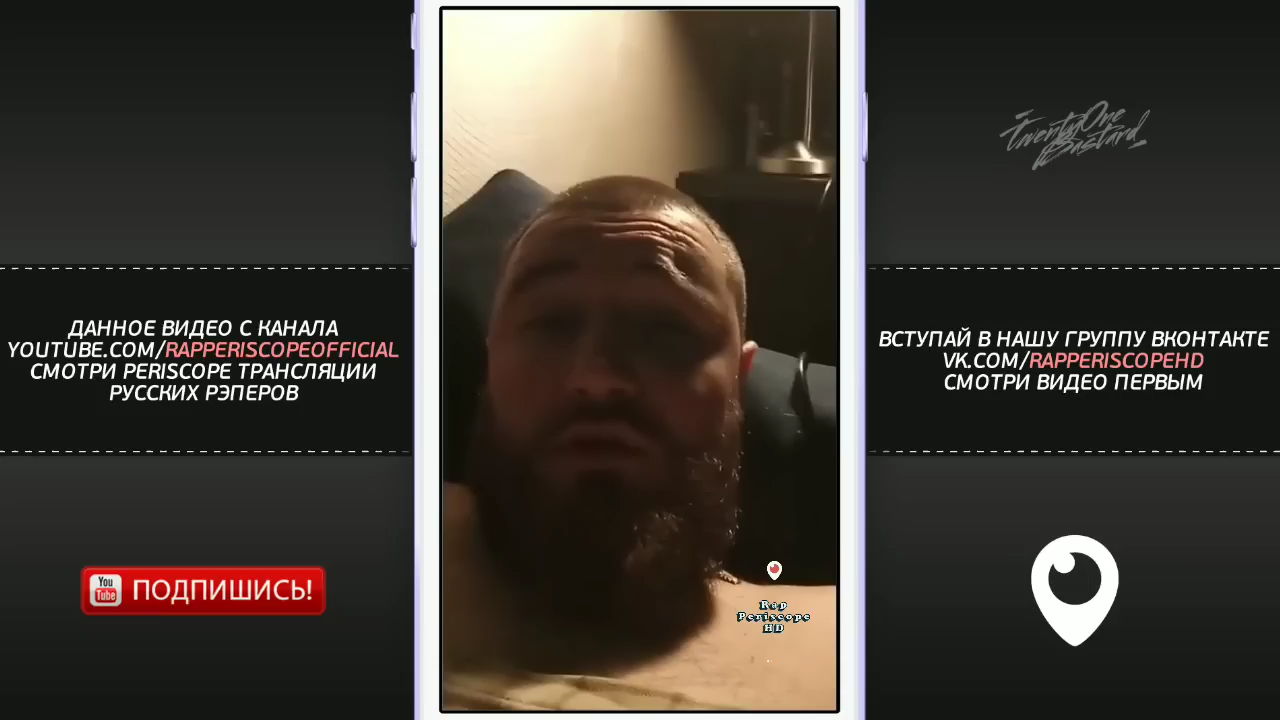 ДАННОЕ ВИДЕО С КАНАЛА
YOUTUBE.COM/RAPPERISCOPEOFFICIAL
СМОТРИ PERISCOPE ТРАНСЛЯЦИИ
РУССКИХ РЭПЕРОВ
You
Tube
ПОДПИШИСЬ!
Rap
Periscope
HD
TwentyOne
Bastard
ВСТУПАЙ В НАШУ ГРУППУ ВКОНТАКТЕ
VK.COM/RAPPERISCOPEHD
СМОТРИ ВИДЕО ПЕРВЫМ